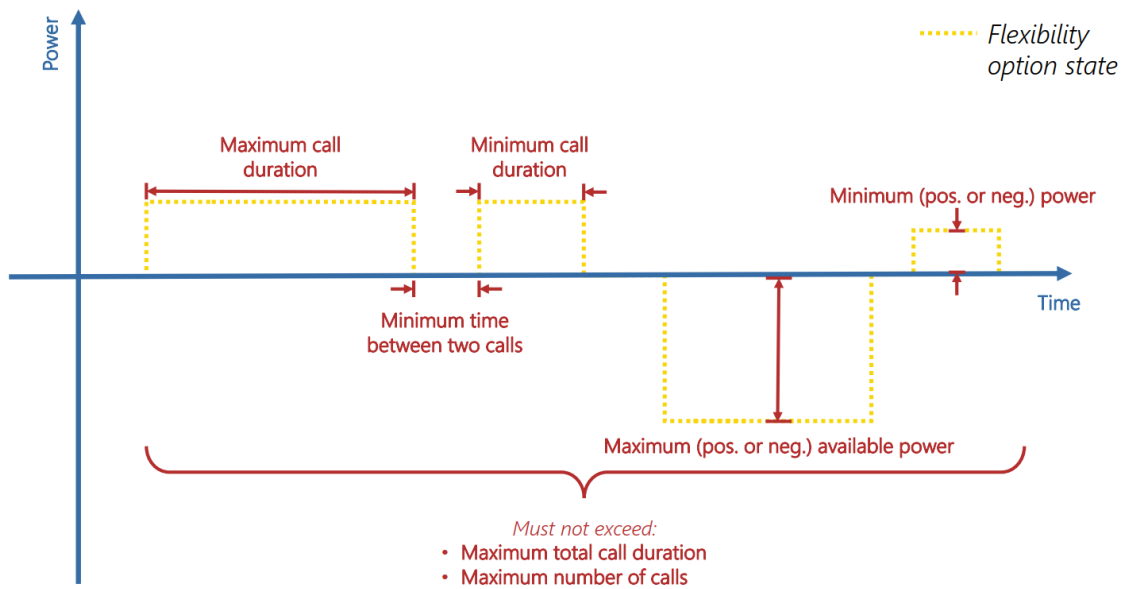 Power
Flexibility
option state
Maximum call
duration
Minimum call
duration
Minimum (pos. or neg.) power
Time
Minimum time
between two calls
Maximum (pos. or neg.) available power
Must not exceed:
• Maximum total call duration
• Maximum number of calls